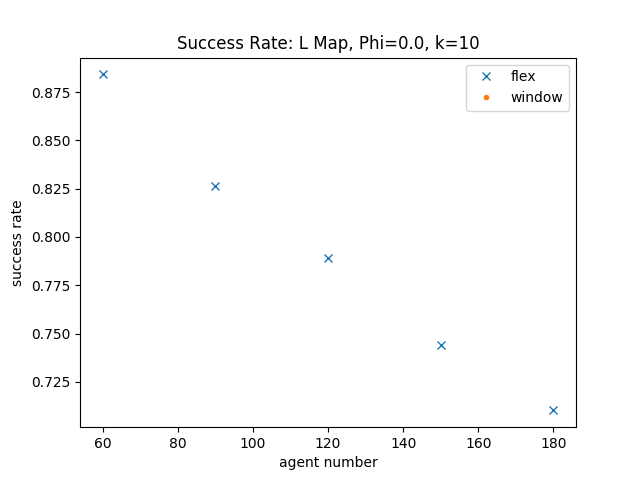 Success Rate: L Map, Phi=0.0, k=10
flex
window
0.875
0.850
0.825
0.800
0.775
0.750
0.725
success rate
60 80 100 120 140 160 180
agent number